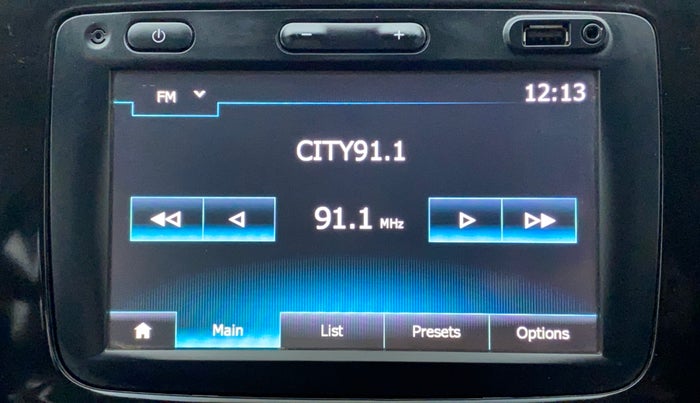 FM
12:13
CITY91.1
91.1 MHz
Main List Presets Options